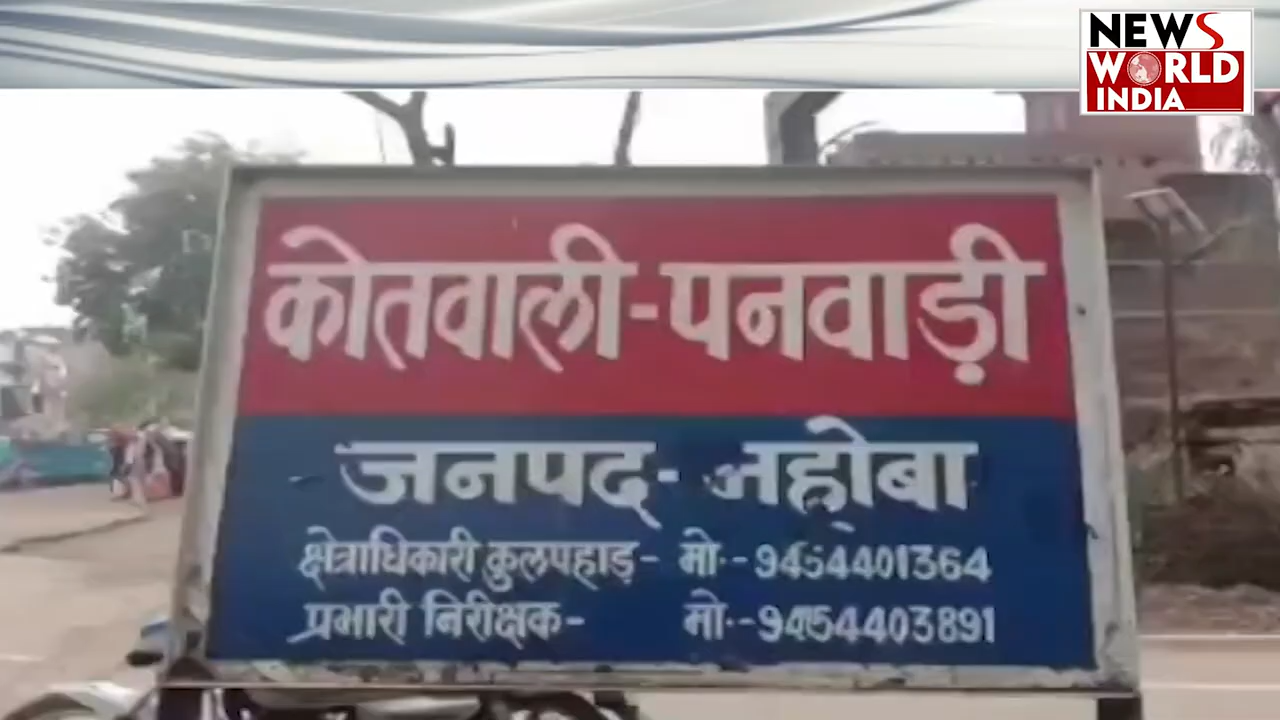 NEWS
WORLD
INDIA
कोतवाली-पनवाड़ी
जनपद- महोबा
क्षेत्राधिकारी कुलपहाड़- मो.-9454401364
प्रभारी निरीक्षक- मो.-9454403891